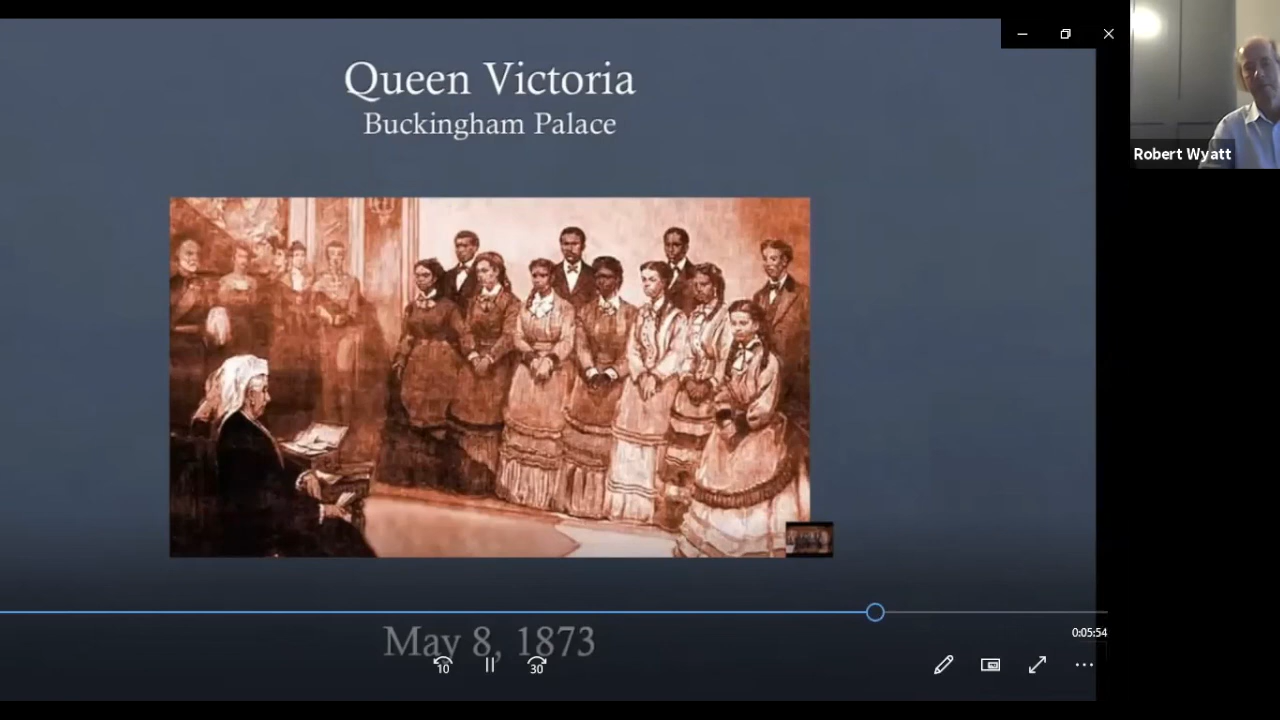 Queen Victoria
Buckingham Palace
Robert Wyatt
0:05:54
May 8, 1873
10
30